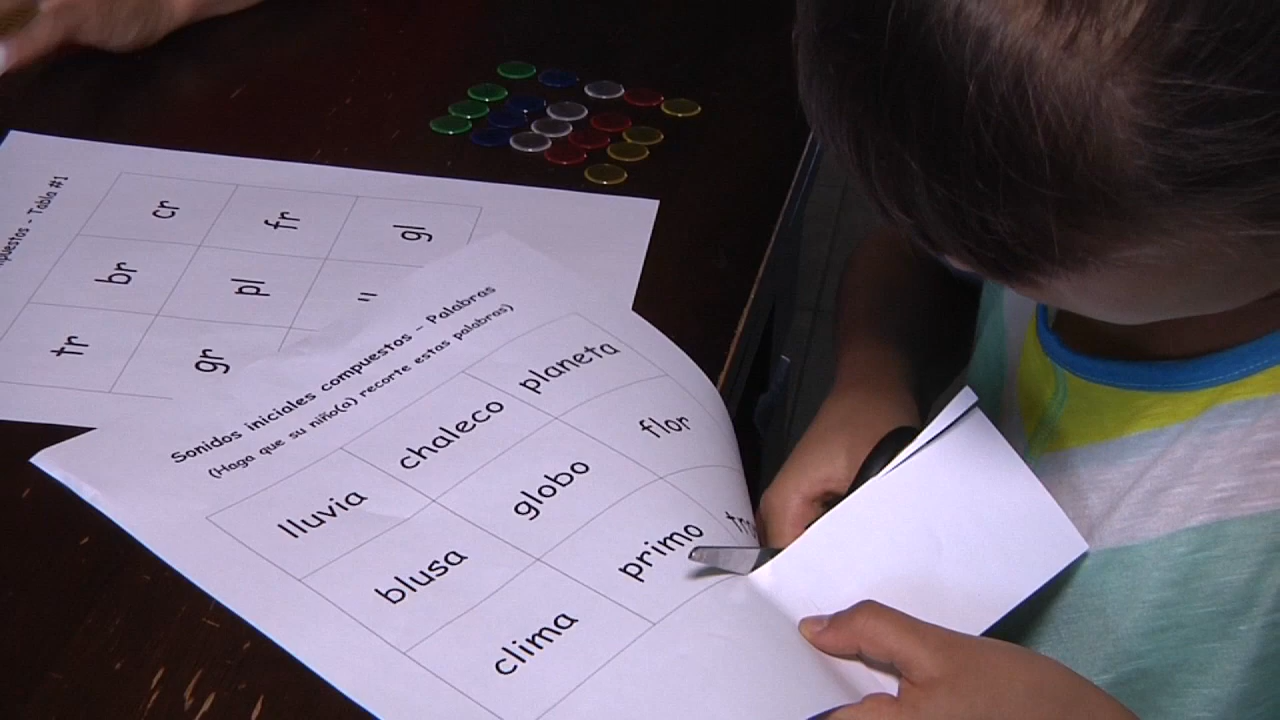 Sonidos iniciales compuestos - Palabras
(Haga que su niño(a) recorte estas palabras)
lluvia chaleco planeta
blusa globo flor
clima primo
Tabla #1
cr fr gl
br pl
tr gr